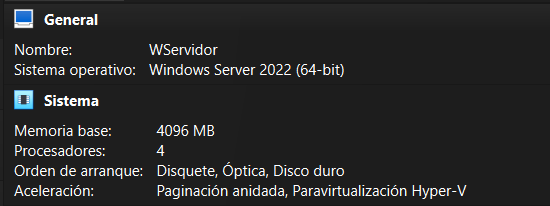 General
Nombre: WServidor
Sistema operativo: Windows Server 2022 (64-bit)
Sistema
Memoria base: 4096 MB
Procesadores: 4
Orden de arranque: Disquete, Óptica, Disco duro
Aceleración: Paginación anidada, Paravirtualización Hyper-V